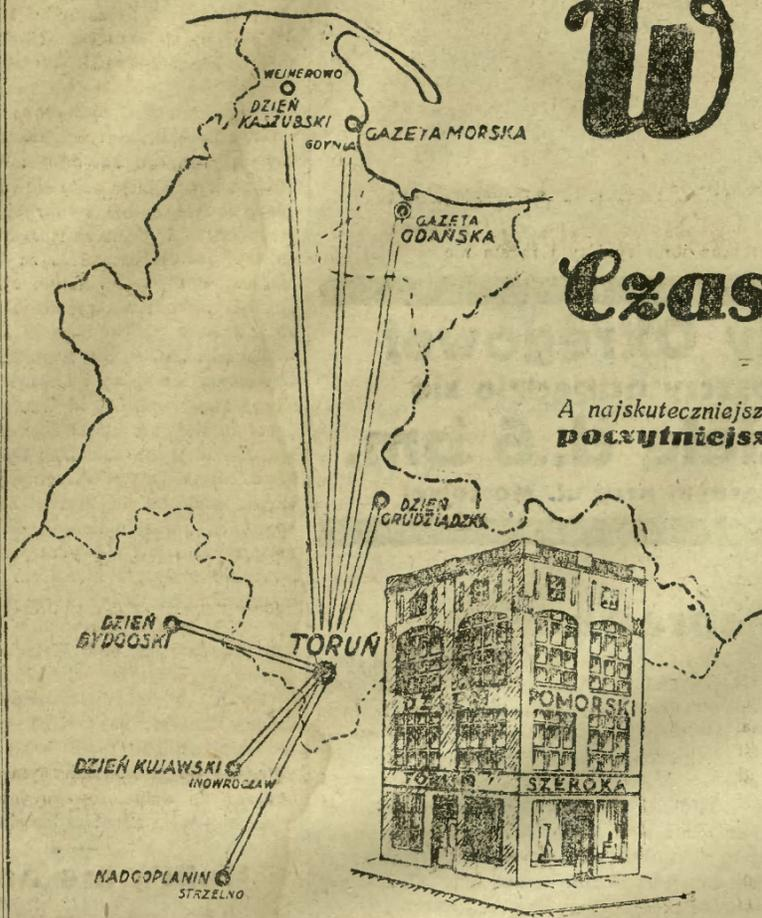 W
WEJHEROWO
DZIEŃ
KASZUBSKI
GAZETA MORSKA
GDYNIA
GAZETA
GDAŃSKA
Czas
A najskuteczniejsz
poczytniejsz
DZIEŃ
GRUDZIĄDZKI
DZIEŃ
BYDGOSKI
TORUŃ
POMORSKI
DZIEŃ KUJAWSKI
INOWROCŁAW
SZEROKA
NADGOPLANIN
STRZELNO